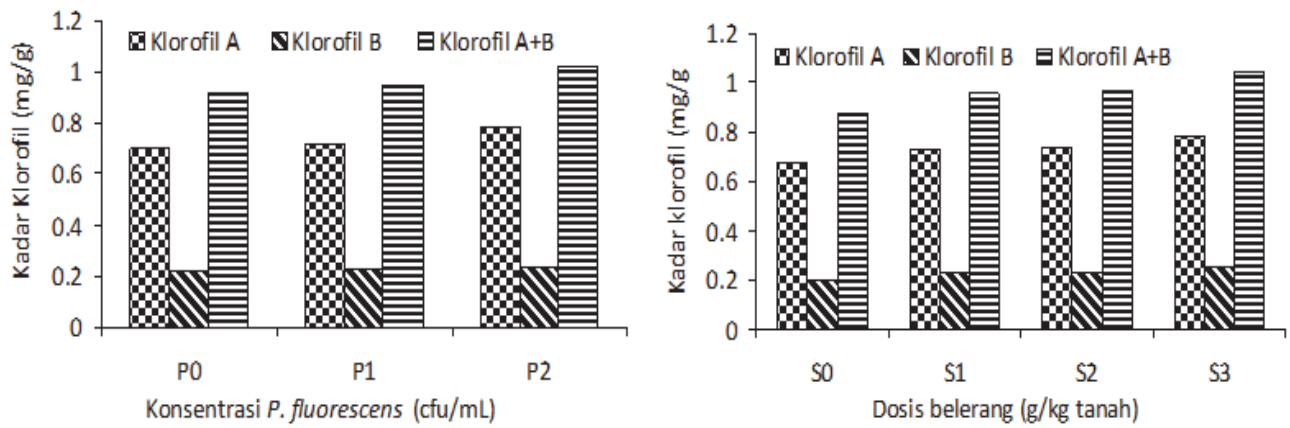 Kadar Klorofil (mg/g)
1.2
1
0.8
0.6
0.4
0.2
0
Klorofil A
Klorofil B
Klorofil A+B
P0
P1
P2
Konsentrasi P. fluorescens (cfu/mL)
Kadar klorofil (mg/g
1.2
1
0.8
0.6
0.4
0.2
0
Klorofil A
Klorofil B
Klorofil A+B
S0
S1
S2
S3
Dosis belerang (g/kg tanah)